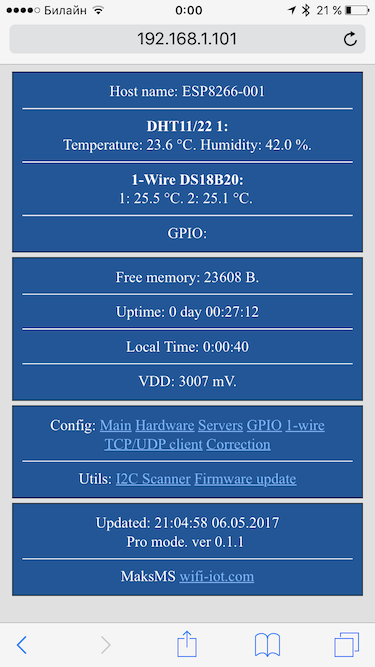 Билайн 0:00 21 %
192.168.1.101
Host name: ESP8266-001
DHT11/22 1:
Temperature: 23.6 °C. Humidity: 42.0 %.
1-Wire DS18B20:
1: 25.5 °C. 2: 25.1 °C.
GPIO:
Free memory: 23608 B.
Uptime: 0 day 00:27:12
Local Time: 0:00:40
VDD: 3007 mV.
Config: Main Hardware Servers GPIO 1-wire
TCP/UDP client Correction
Utils: I2C Scanner Firmware update
Updated: 21:04:58 06.05.2017
Pro mode. ver 0.1.1
MaksMS wifi-iot.com